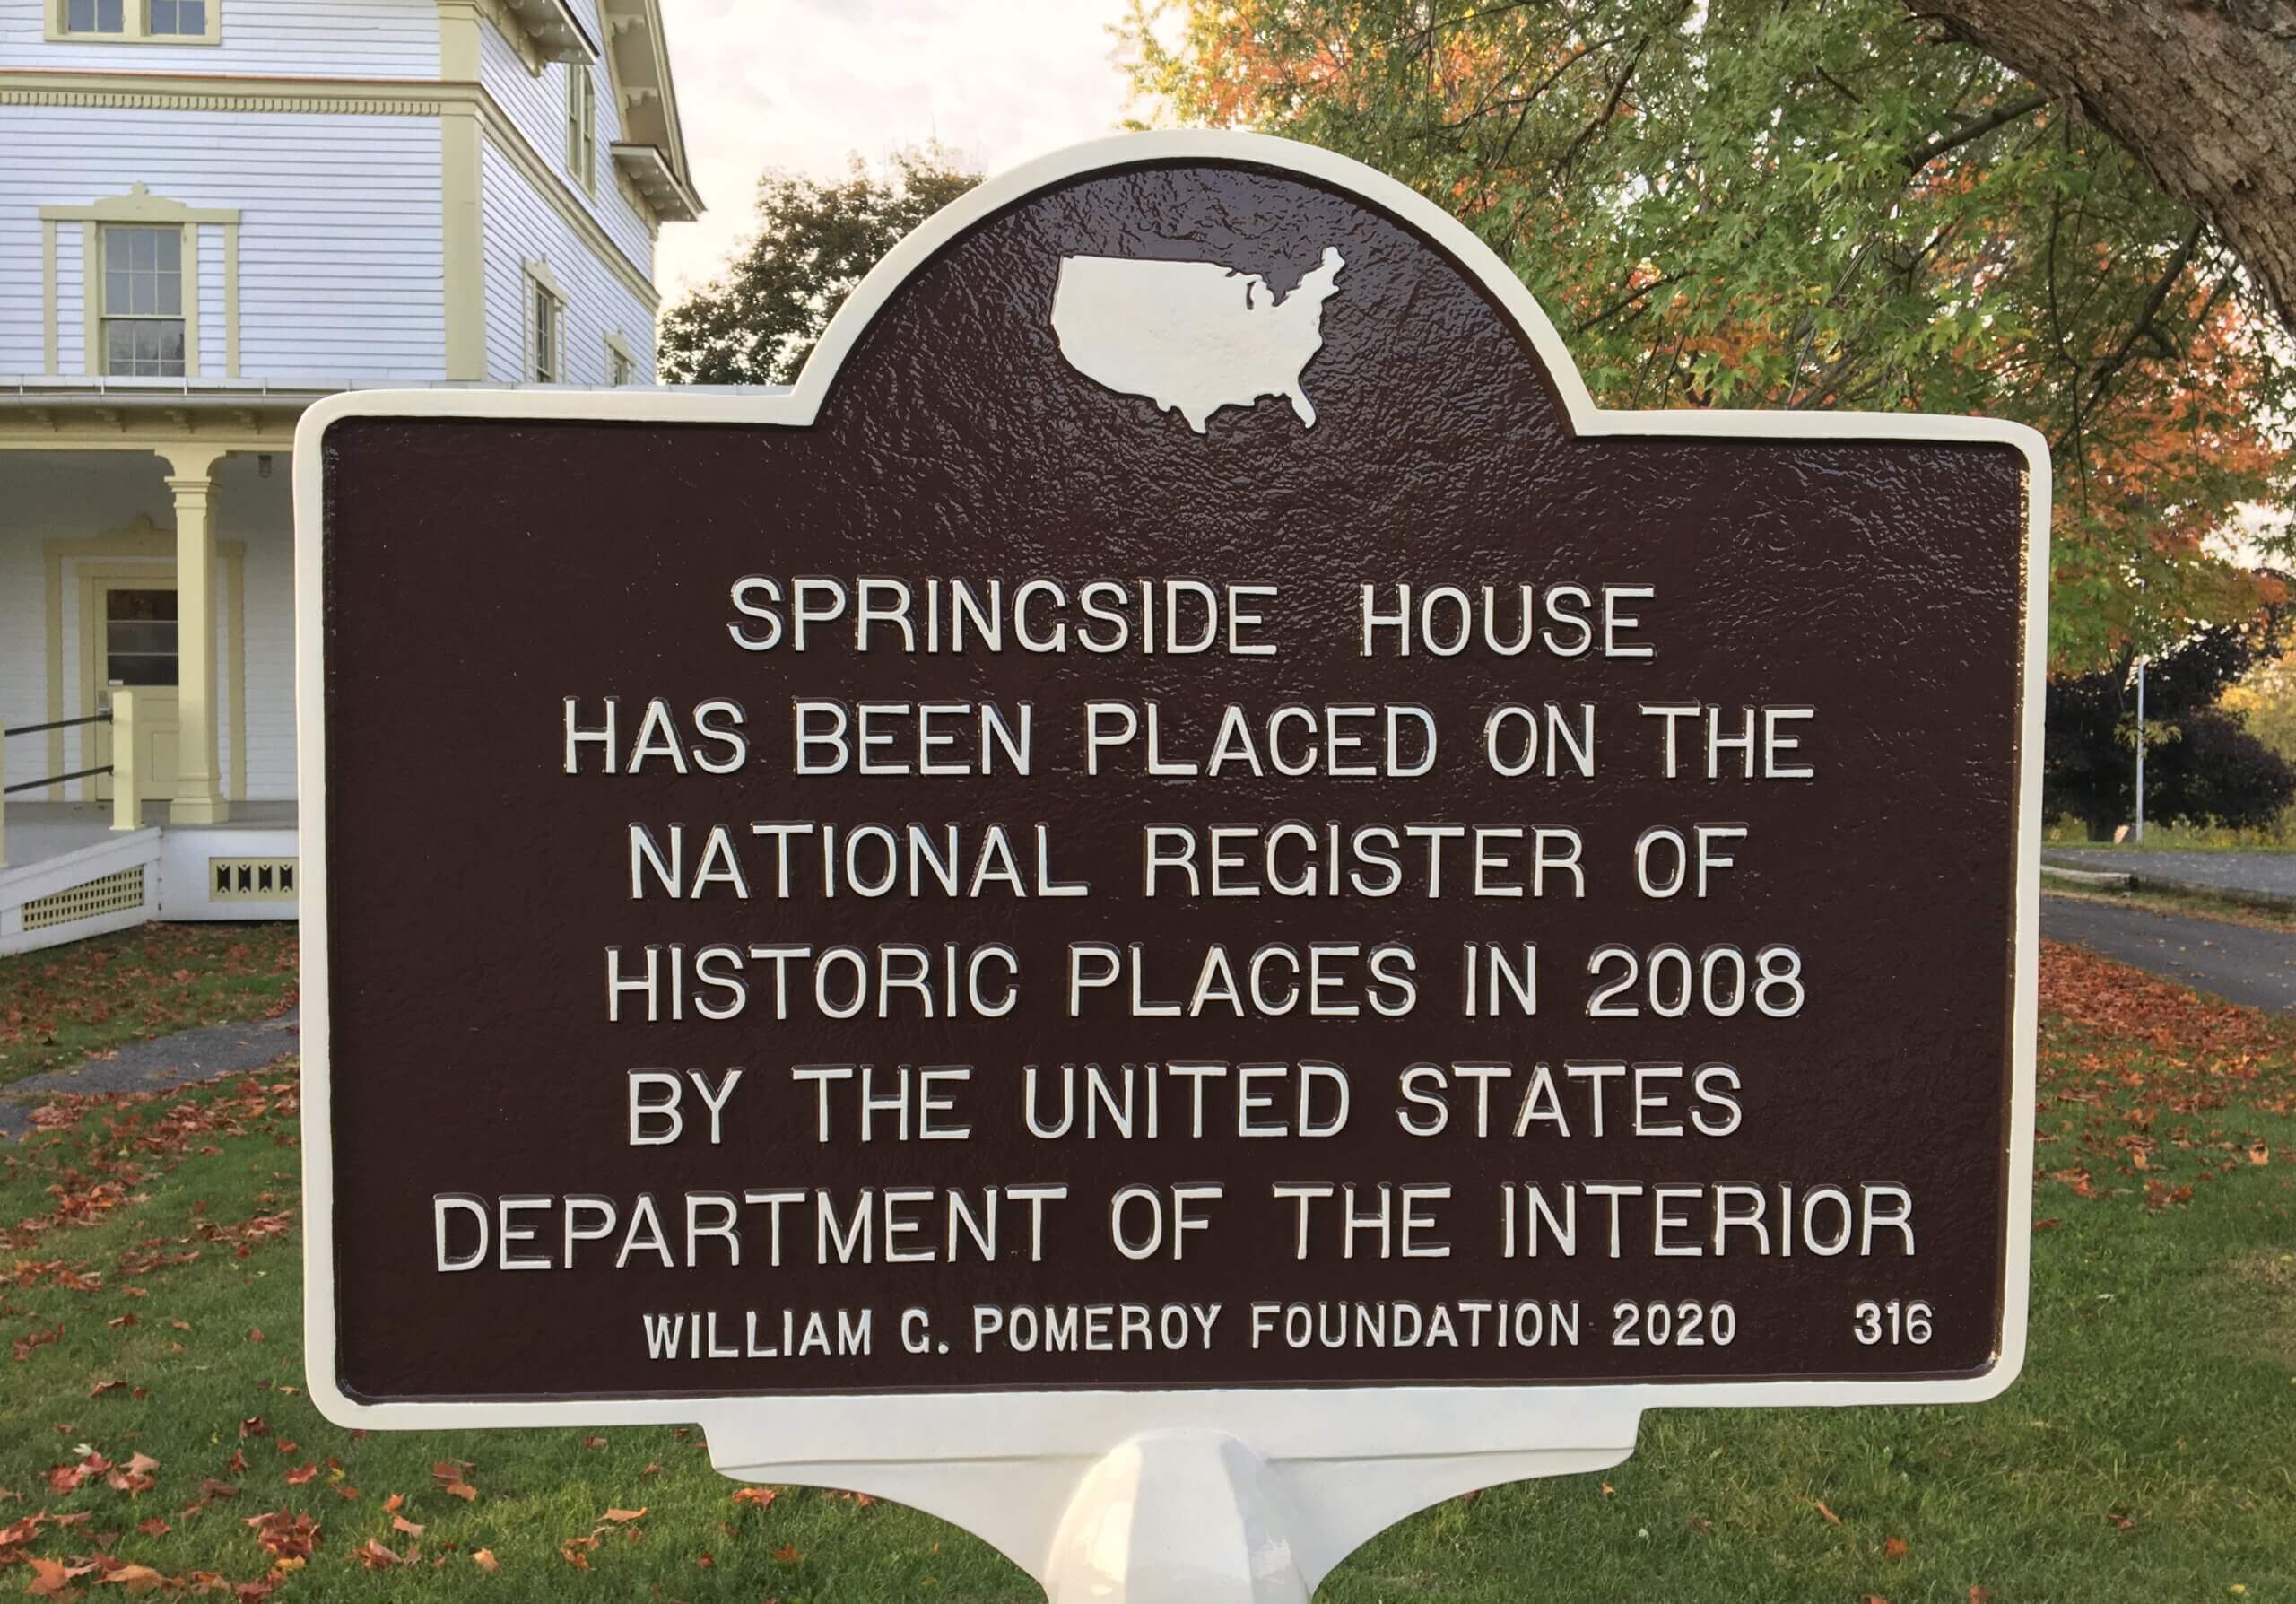 SPRINGSIDE HOUSE
HAS BEEN PLACED ON THE
NATIONAL REGISTER OF
HISTORIC PLACES IN 2008
BY THE UNITED STATES
DEPARTMENT OF THE INTERIOR
WILLIAM G. POMEROY FOUNDATION 2020 316